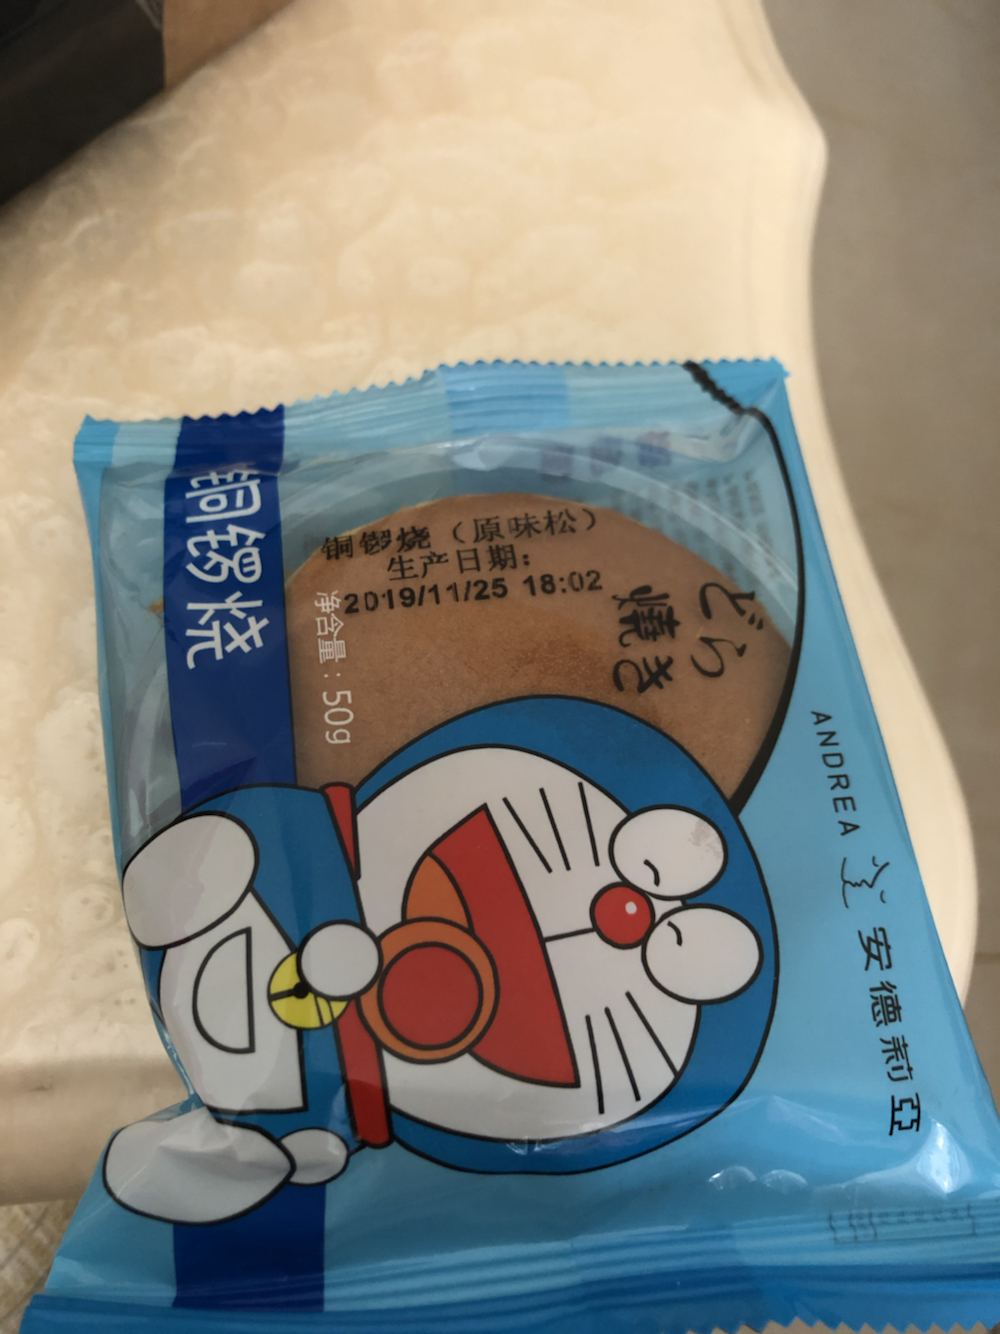 铜锣烧
铜锣烧（原味松）
生产日期：
2019/11/25 18:02
净含量：50g
どら
焼き
ANDREA 安德莉亞